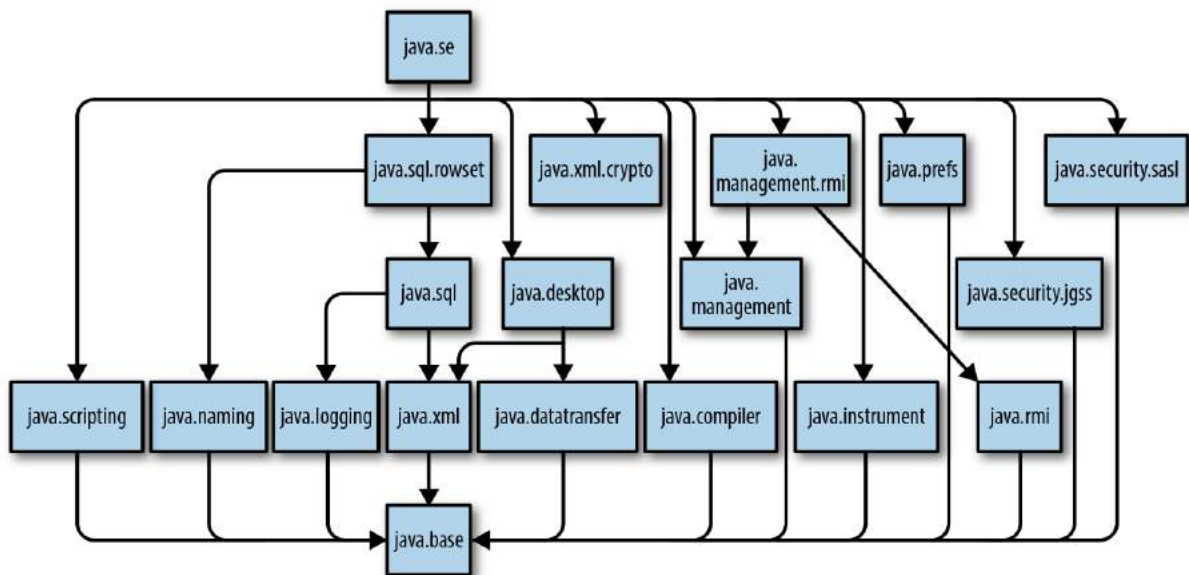 java.se
java.sql.rowset
java.xml.crypto
java.
management.rmi
java.prefs
java.security.sasl
java.sql
java.desktop
java.
management
java.security.jgss
java.scripting
java.naming
java.logging
java.xml
java.datatransfer
java.compiler
java.instrument
java.rmi
java.base